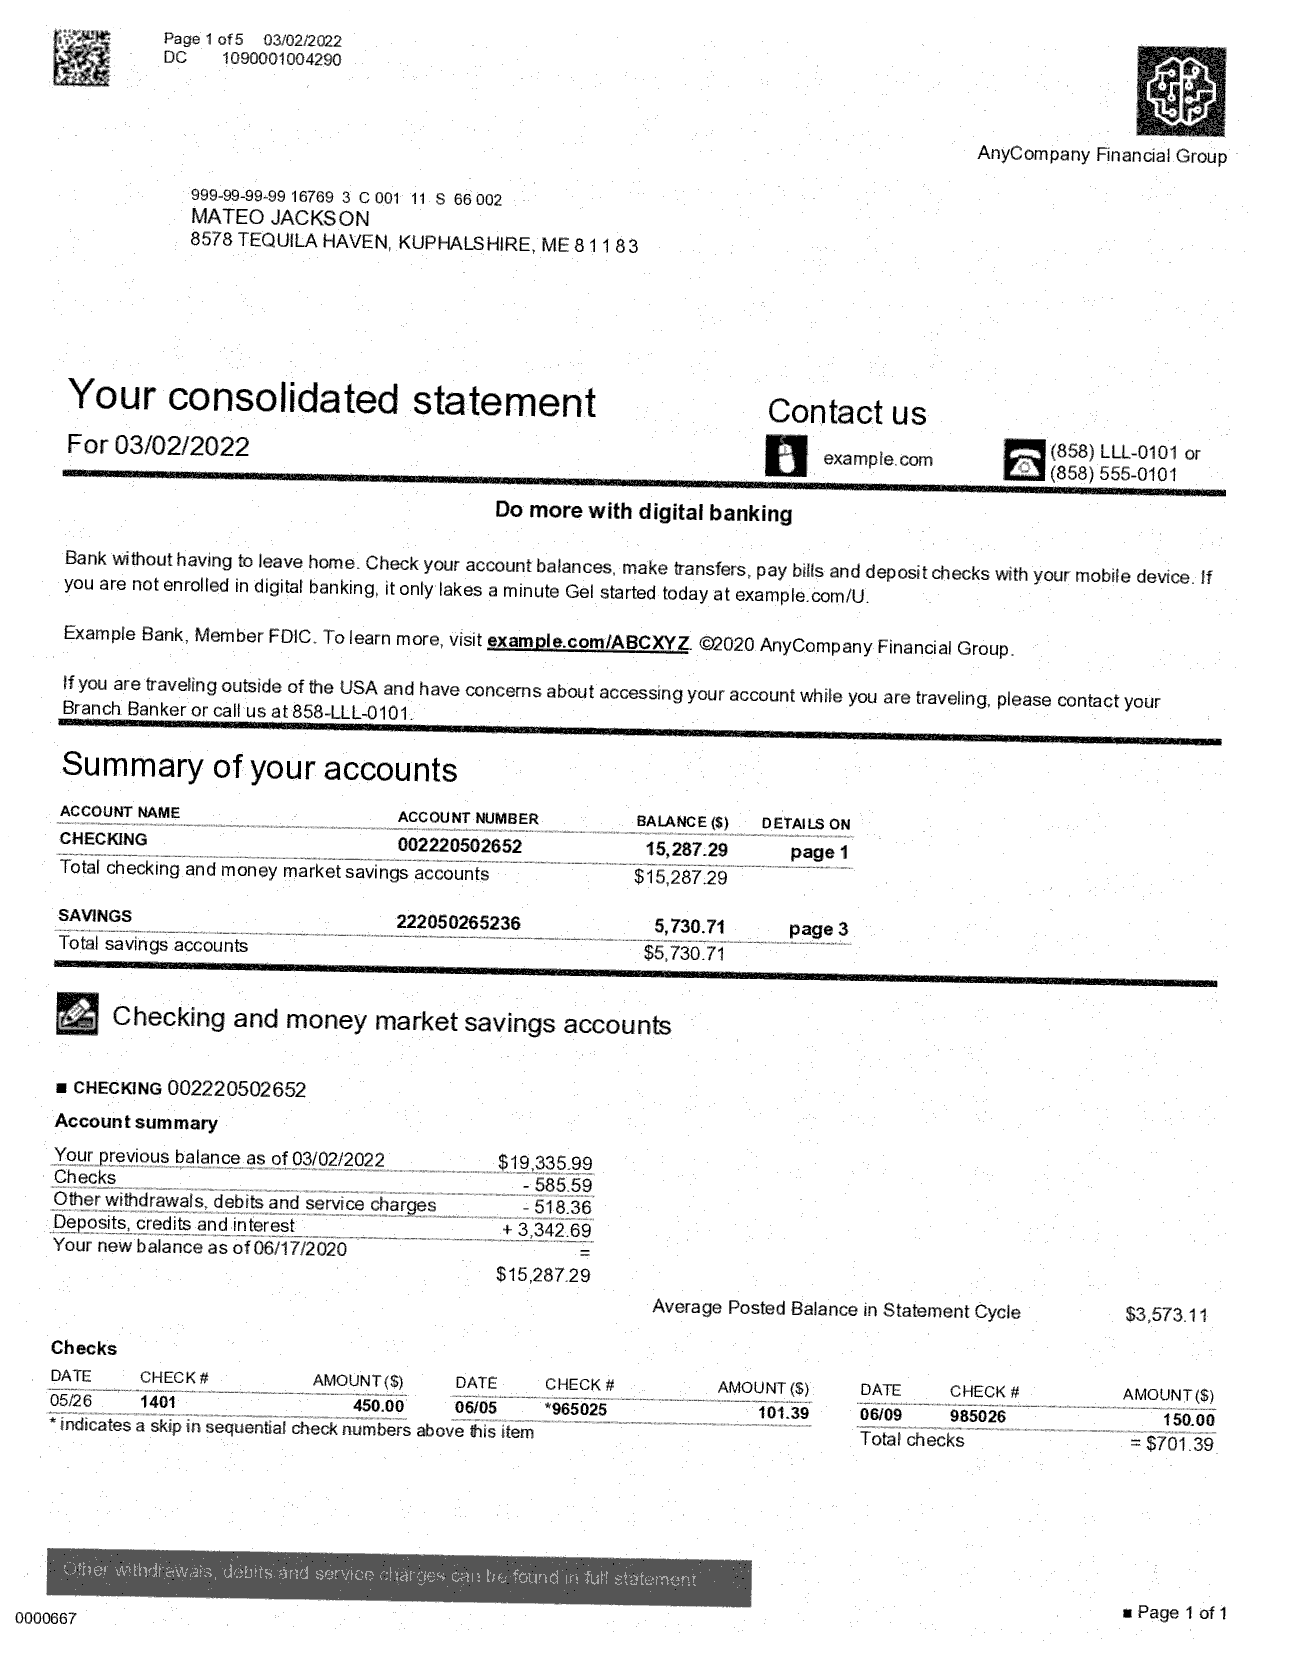 Page 1 of 5 03/02/2022
DC 1090001004290
AnyCompany Financial Group
999-99-99-99 16769 3 C 001 11 S 66 002
MATEO JACKSON
8578 TEQUILA HAVEN, KUPHALSHIRE, ME 81183
Your consolidated statement
For 03/02/2022
Contact us
example.com
(858) LLL-0101 or
(858) 555-0101
Do more with digital banking
Bank without having to leave home. Check your account balances, make transfers, pay bills and deposit checks with your mobile device. If
you are not enrolled in digital banking, it only lakes a minute Gel started today at example.com/U.
Example Bank, Member FDIC. To learn more, visit example.com/ABCXYZ. ©2020 AnyCompany Financial Group.
If you are traveling outside of the USA and have concerns about accessing your account while you are traveling, please contact your
Branch Banker or call us at 858-LLL-0101.
Summary of your accounts
ACCOUNT NAME ACCOUNT NUMBER BALANCE ($) DETAILS ON
CHECKING 002220502652 15,287.29 page 1
Total checking and money market savings accounts $15,287.29
SAVINGS 222050265236 5,730.71 page 3
Total savings accounts $5,730.71
Checking and money market savings accounts
■ CHECKING 002220502652
Account summary
Your previous balance as of 03/02/2022 $19,335.99
Checks - 585.59
Other withdrawals, debits and service charges - 518.36
Deposits, credits and interest + 3,342.69
Your new balance as of 06/17/2020 =
$15,287.29
Average Posted Balance in Statement Cycle $3,573.11
Checks
DATE CHECK # AMOUNT ($) DATE CHECK # AMOUNT ($) DATE CHECK # AMOUNT ($)
05/26 1401 450.00 06/05 *965025 101.39 06/09 985026 150.00
* indicates a skip in sequential check numbers above this item Total checks = $701.39
Other withdrawals, debits and service charges can be found in full statement
0000667 ■ Page 1 of 1